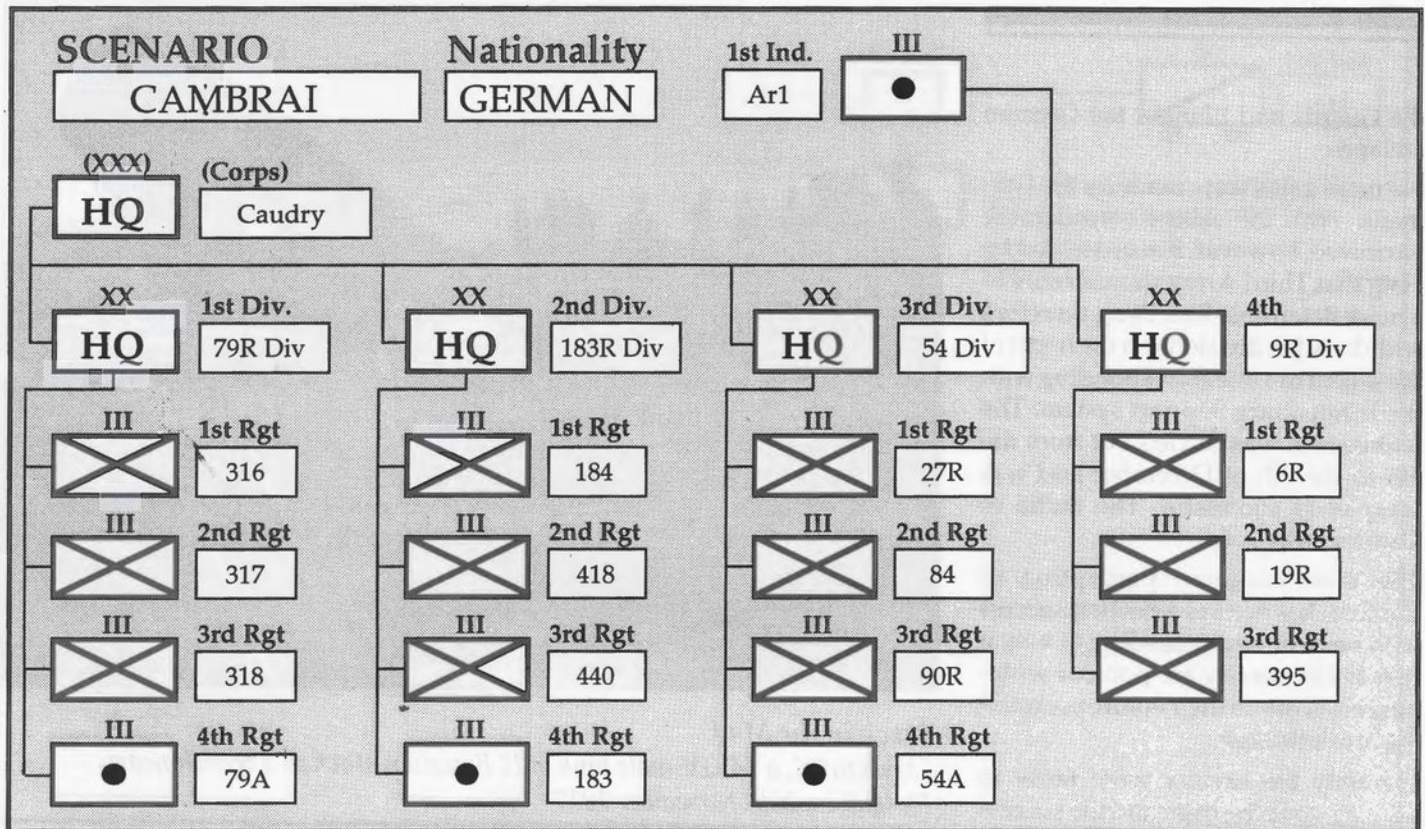 SCENARIO Nationality 1st Ind. III
CAMBRAI GERMAN Ar1
(XXX) (Corps)
HQ Caudry
XX 1st Div. XX 2nd Div. XX 3rd Div. XX 4th
HQ 79R Div HQ 183R Div HQ 54 Div HQ 9R Div
III 1st Rgt III 1st Rgt III 1st Rgt III 1st Rgt
316 184 27R 6R
III 2nd Rgt III 2nd Rgt III 2nd Rgt III 2nd Rgt
317 418 84 19R
III 3rd Rgt III 3rd Rgt III 3rd Rgt III 3rd Rgt
318 440 90R 395
III 4th Rgt III 4th Rgt III 4th Rgt
79A 183 54A